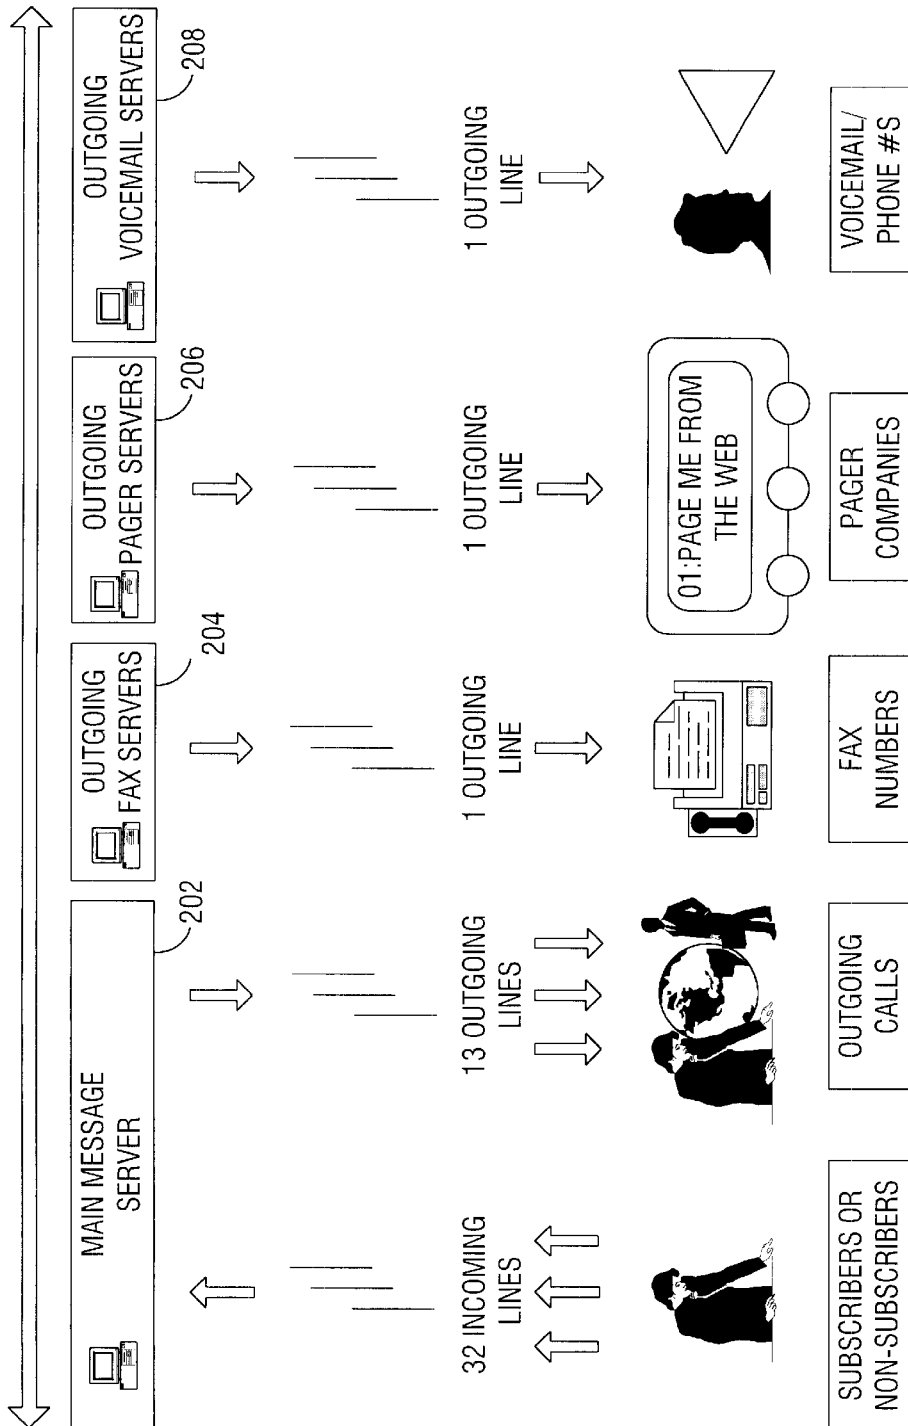 MAIN MESSAGE
SERVER
202
OUTGOING
FAX SERVERS
204
OUTGOING
PAGER SERVERS
206
OUTGOING
VOICEMAIL SERVERS
208
32 INCOMING
LINES
13 OUTGOING
LINES
1 OUTGOING
LINE
1 OUTGOING
LINE
1 OUTGOING
LINE
01:PAGE ME FROM
THE WEB
SUBSCRIBERS OR
NON-SUBSCRIBERS
OUTGOING
CALLS
FAX
NUMBERS
PAGER
COMPANIES
VOICEMAIL/
PHONE #S